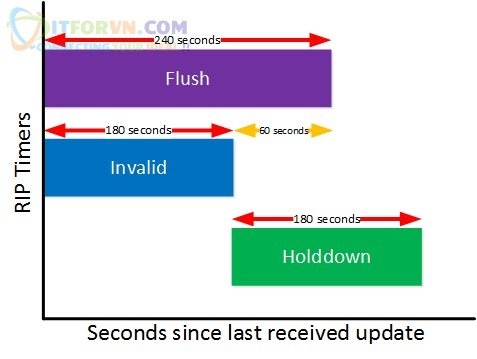 ITFORVN.COM
CONNECTING YOUR
240 seconds
Flush
180 seconds
60 seconds
Invalid
180 seconds
Holddown
RIP Timers
Seconds since last received update